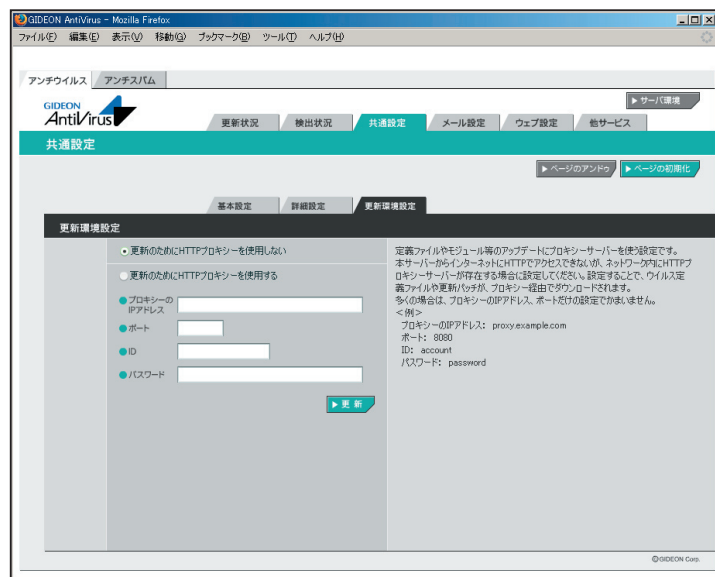 GIDEON AntiVirus - Mozilla Firefox
ファイル(F) 編集(E) 表示(V) 移動(G) ブックマーク(B) ツール(T) ヘルプ(H)
アンチウイルス アンチスパム
サーバ環境
GIDEON
AntiVirus
更新状況 検出状況 共通設定 メール設定 ウェブ設定 他サービス
共通設定
ページのアンドゥ ページの初期化
基本設定 詳細設定 更新環境設定
更新環境設定
更新のためにHTTPプロキシーを使用しない
更新のためにHTTPプロキシーを使用する
プロキシーの
IPアドレス
ポート
ID
パスワード
更 新
定義ファイルやモジュール等のアップデートにプロキシーサーバーを使う設定です。
本サーバーからインターネットにHTTPでアクセスできないが、ネットワーク内にHTTPプ
ロキシーサーバーが存在する場合に設定してください。設定することで、ウイルス定
義ファイルや更新パッチが、プロキシー経由でダウンロードされます。
多くの場合は、プロキシーのIPアドレス、ポートだけの設定でかまいません。
<例>
プロキシーのIPアドレス: proxy.example.com
ポート: 8080
ID: account
パスワード: password
©GIDEON Corp.